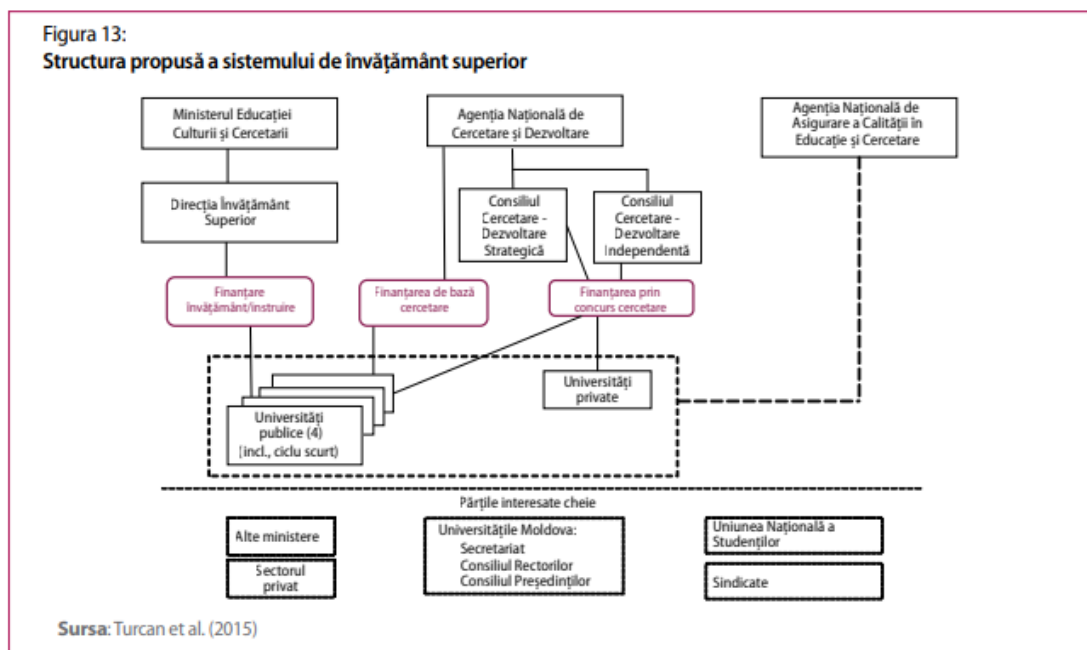 Figura 13:
Structura propusă a sistemului de învățământ superior
Ministerul Educației
Culturii și Cercetarii
Agenția Națională de
Cercetare și Dezvoltare
Agenția Națională de
Asigurare a Calității în
Educație și Cercetare
Direcția Învățământ
Superior
Consiliul
Cercetare -
Dezvoltare
Strategică
Consiliul
Cercetare -
Dezvoltare
Independentă
Finanțare
învățământ/instruire
Finanțarea de bază
cercetare
Finanțarea prin
concurs cercetare
Universități
publice (4)
(incl., ciclu scurt)
Universități
private
Părțile interesate cheie
Alte ministere
Sectorul
privat
Universitățile Moldova:
Secretariat
Consiliul Rectorilor
Consiliul Președinților
Uniunea Națională a
Studenților
Sindicate
Sursa: Turcan et al. (2015)